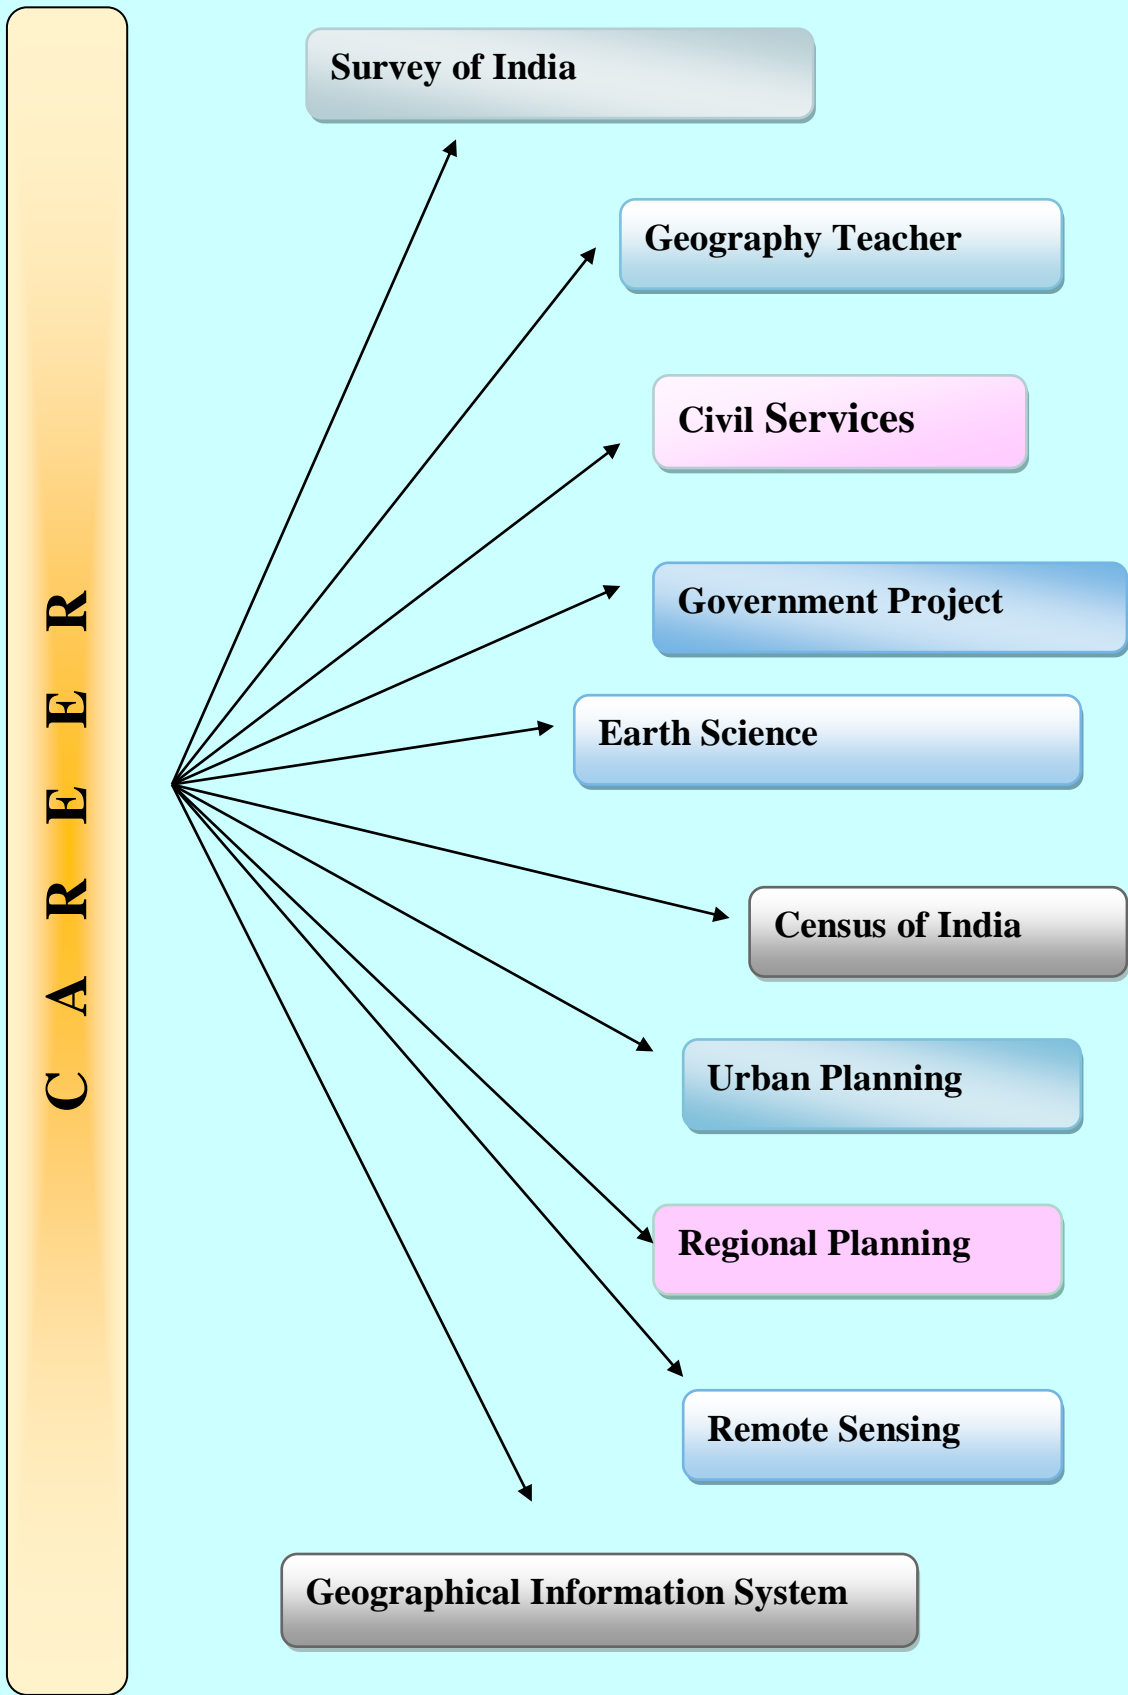 CAREER
Survey of India
Geography Teacher
Civil Services
Government Project
Earth Science
Census of India
Urban Planning
Regional Planning
Remote Sensing
Geographical Information System